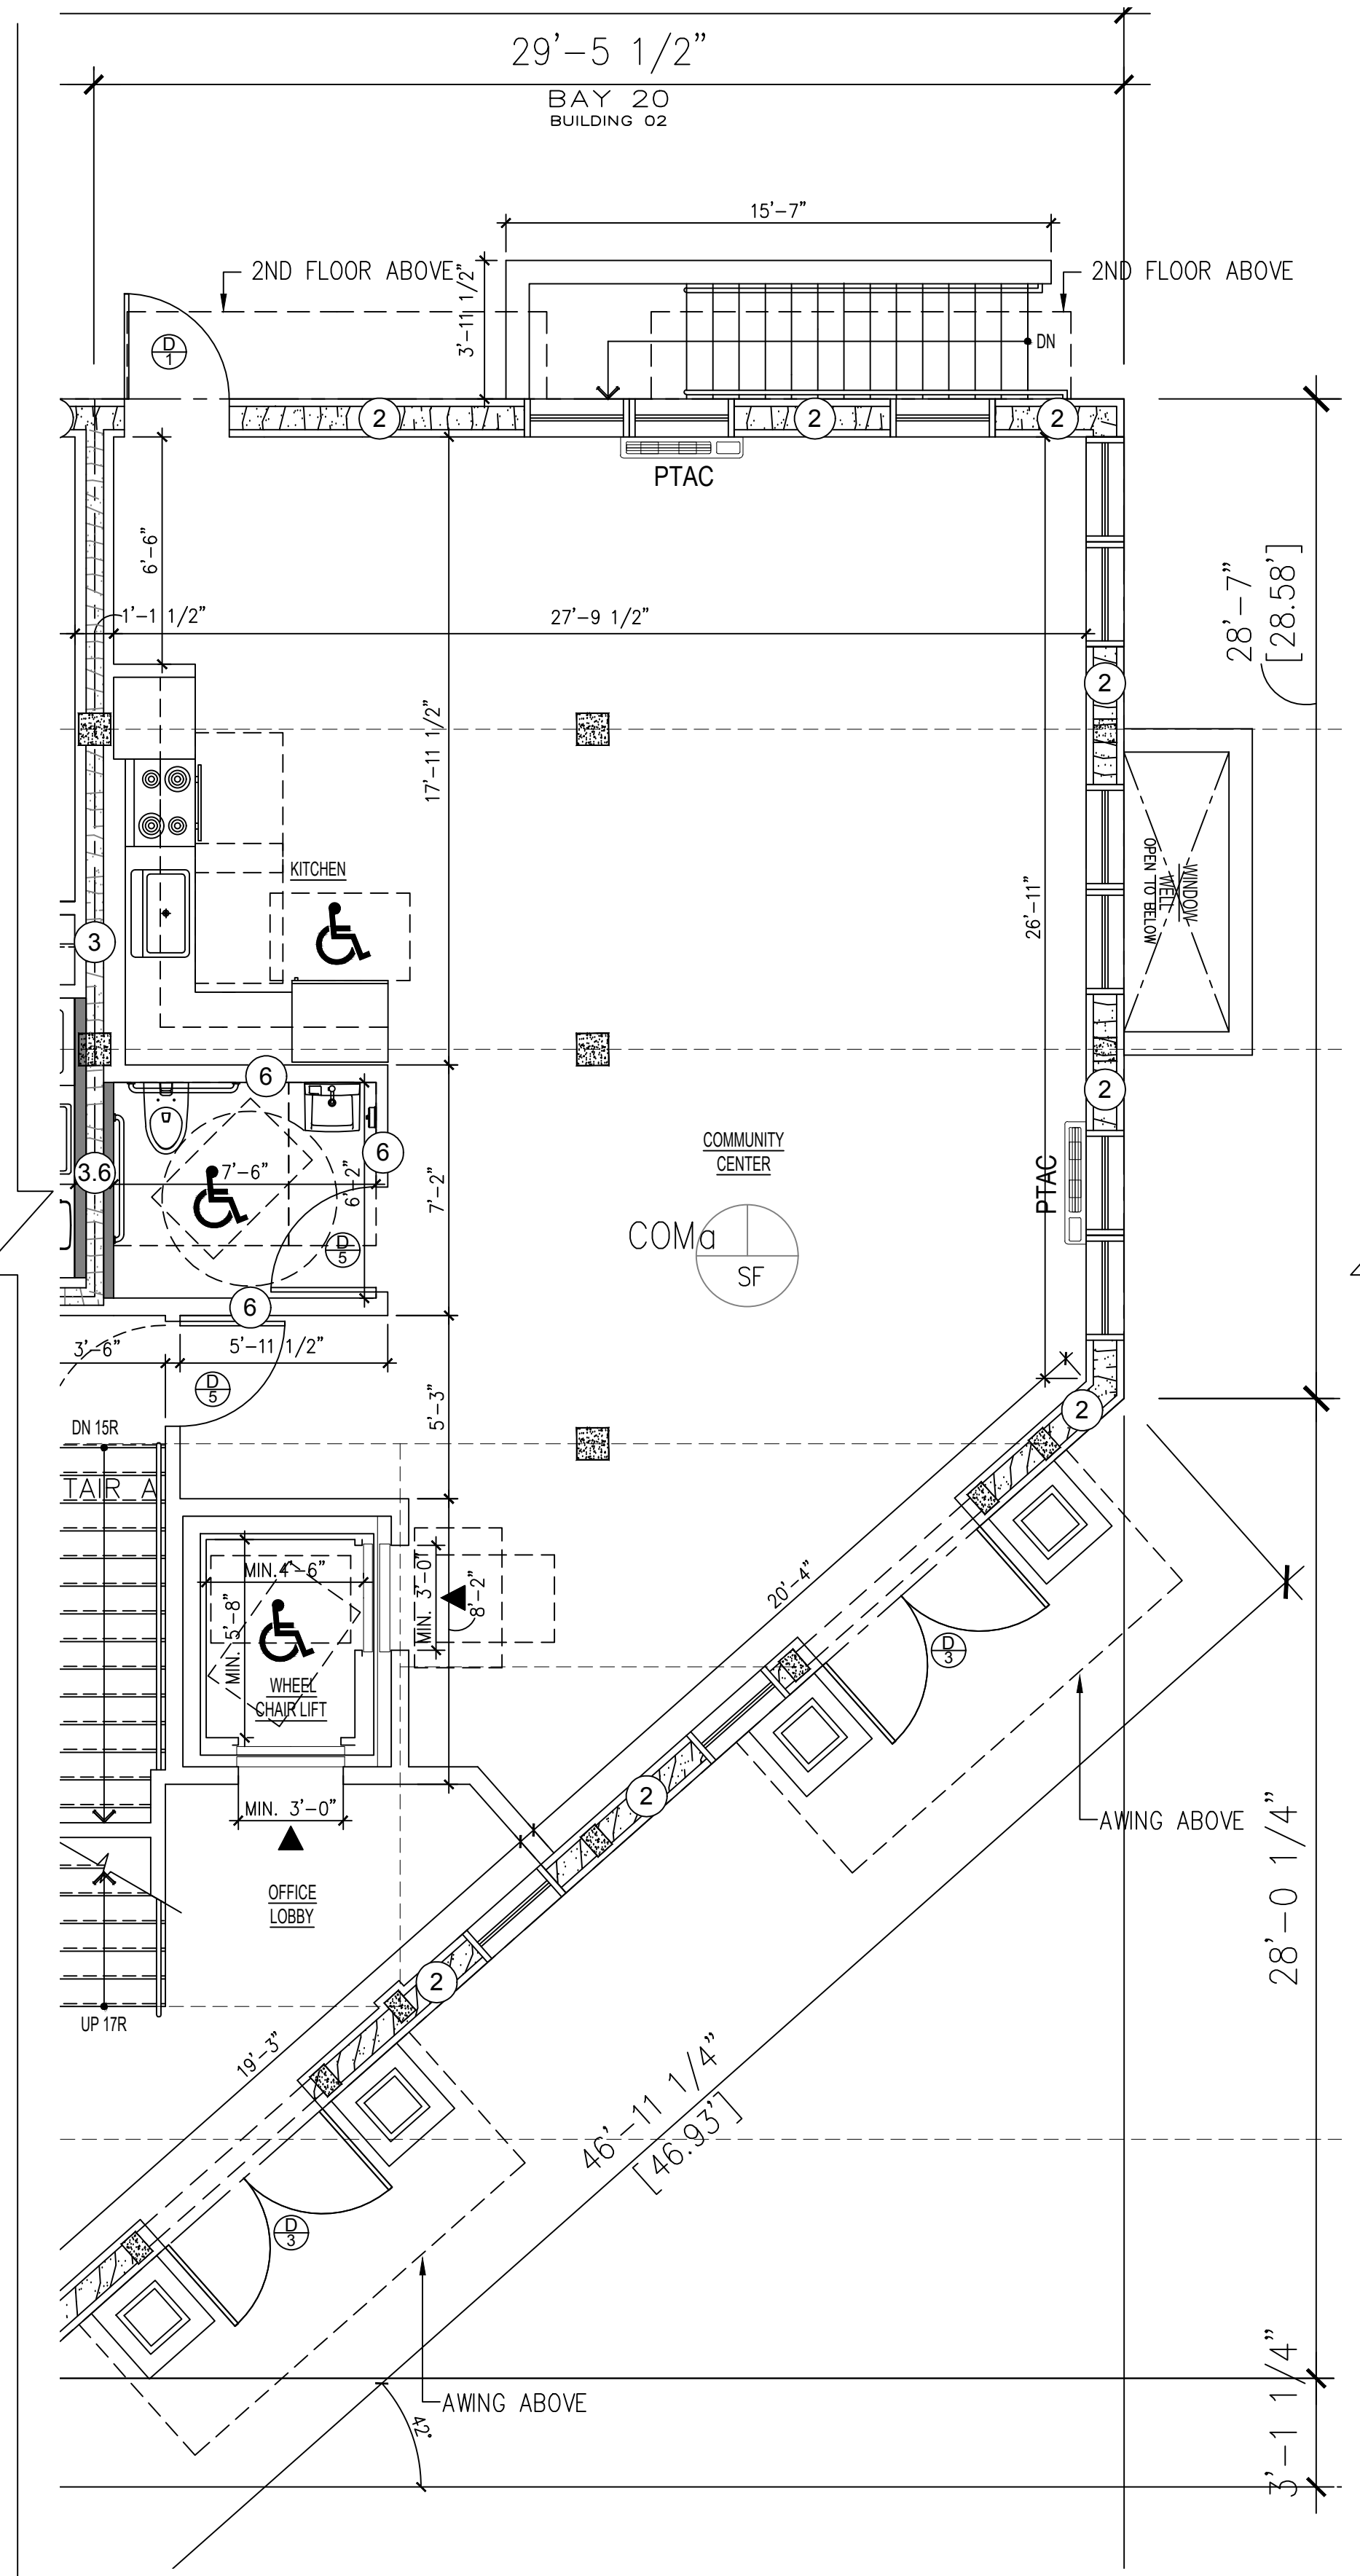 29'-5 1/2"
BAY 20
BUILDING 02
15'-7"
2ND FLOOR ABOVE
3'-11 1/2"
2ND FLOOR ABOVE
D
1
DN
2
2
2
PTAC
6'-6"
1'-1 1/2"
27'-9 1/2"
28'-7"
[28.58']
2
17'-11 1/2"
KITCHEN
26'-11"
WINDOW
WELL
OPEN TO BELOW
3
6
2
6
COMMUNITY
CENTER
3.6
7'-6"
6'-2"
7'-2"
PTAC
COMa
SF
D
5
6
3'-6"
5'-11 1/2"
D
5
5'-3"
2
DN 15R
TAIR A
MIN. 4'-6"
MIN. 5'-8"
MIN. 3'-0"
8'-2"
20'-4"
WHEEL
CHAIR LIFT
D
3
2
MIN. 3'-0"
AWING ABOVE
28'-0 1/4"
OFFICE
LOBBY
2
UP 17R
19'-3"
46'-11 1/4"
[46.93']
D
3
AWING ABOVE
42°
3'-1 1/4"